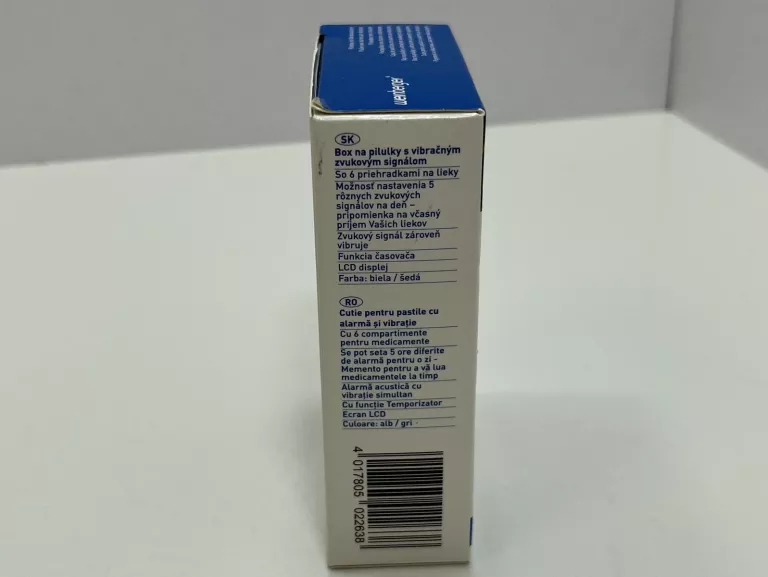 weinberger
SK
Box na pilulky s vibračným
zvukovým signálom
So 6 priehradkami na lieky
Možnosť nastavenia 5
rôznych zvukových
signálov na deň –
pripomienka na včasný
príjem Vašich liekov
Zvukový signál zároveň
vibruje
Funkcia časovača
LCD displej
Farba: biela / šedá
RO
Cutie pentru pastile cu
alarmă și vibrație
Cu 6 compartimente
pentru medicamente
Se pot seta 5 ore diferite
de alarmă pentru o zi -
Memento pentru a vă lua
medicamentele la timp
Alarmă acustică cu
vibrație simultan
Cu funcție Temporizator
Ecran LCD
Culoare: alb / gri
4 017805 022638